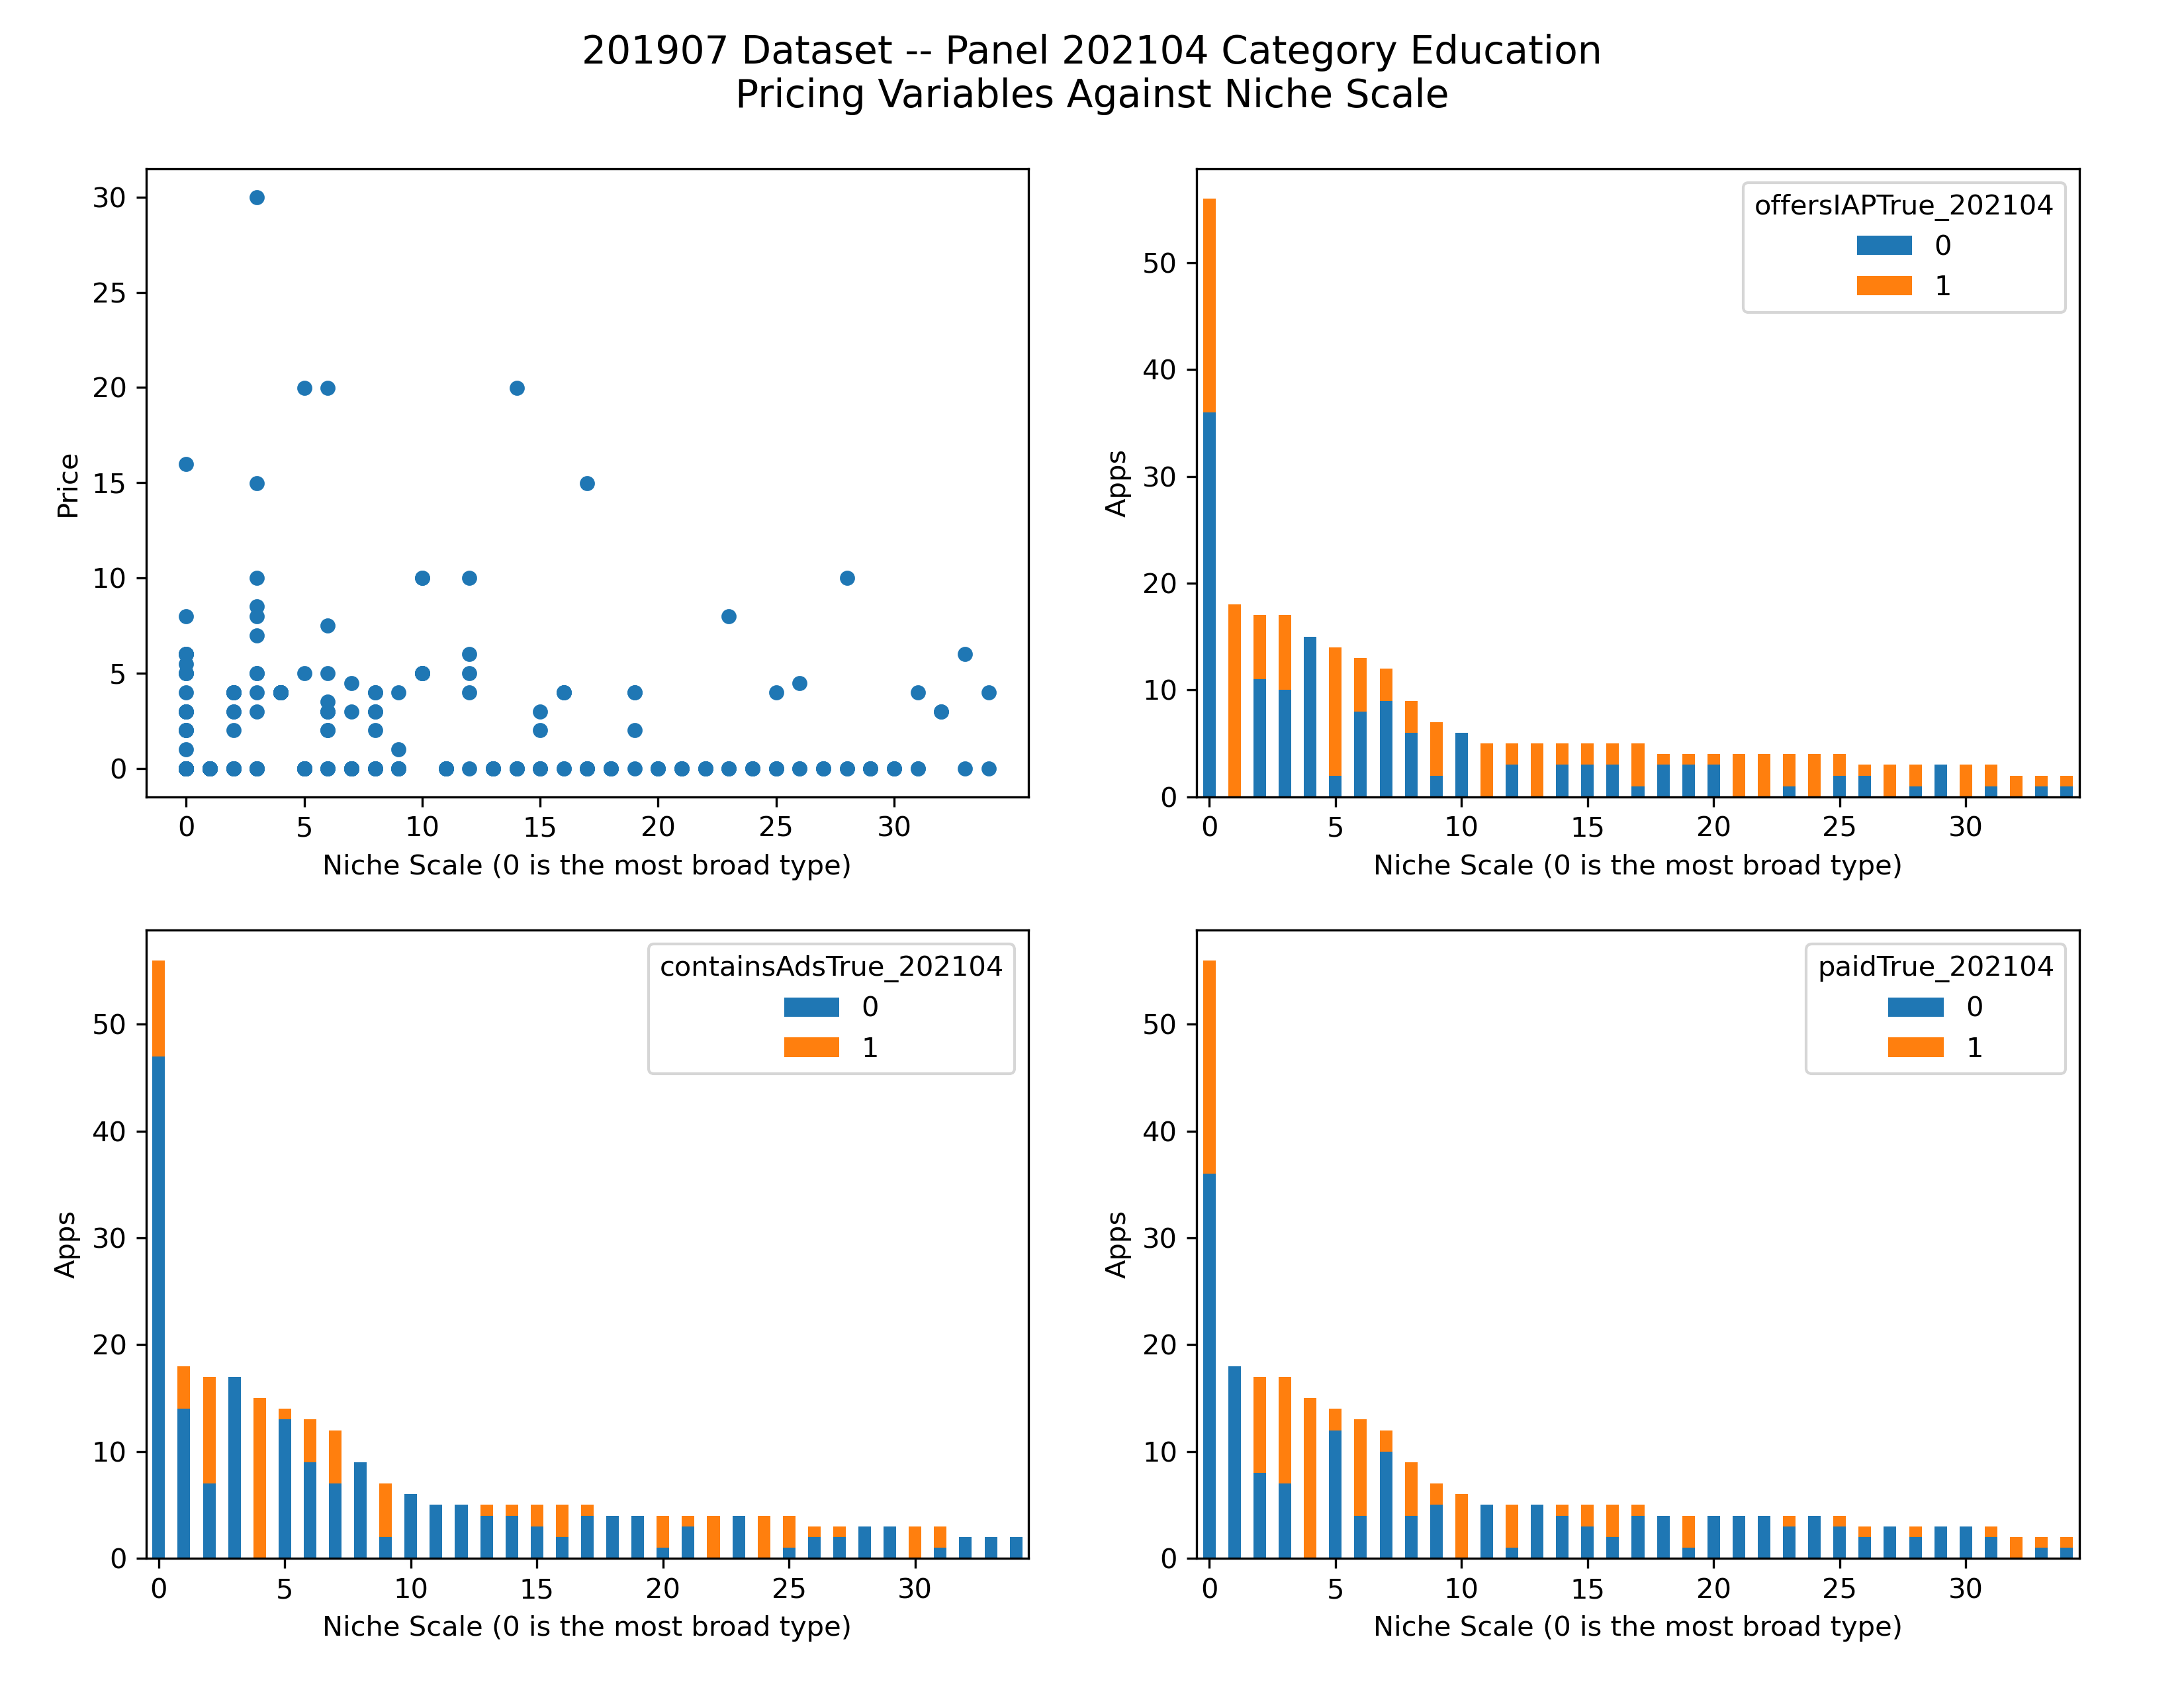 201907 Dataset -- Panel 202104 Category Education
Pricing Variables Against Niche Scale
30
25
20
15
10
5
0
Price
0 5 10 15 20 25 30
Niche Scale (0 is the most broad type)
offersIAPTrue_202104
0
1
50
40
30
20
10
0
Apps
0 5 10 15 20 25 30
Niche Scale (0 is the most broad type)
containsAdsTrue_202104
0
1
50
40
30
20
10
0
Apps
0 5 10 15 20 25 30
Niche Scale (0 is the most broad type)
paidTrue_202104
0
1
50
40
30
20
10
0
Apps
0 5 10 15 20 25 30
Niche Scale (0 is the most broad type)